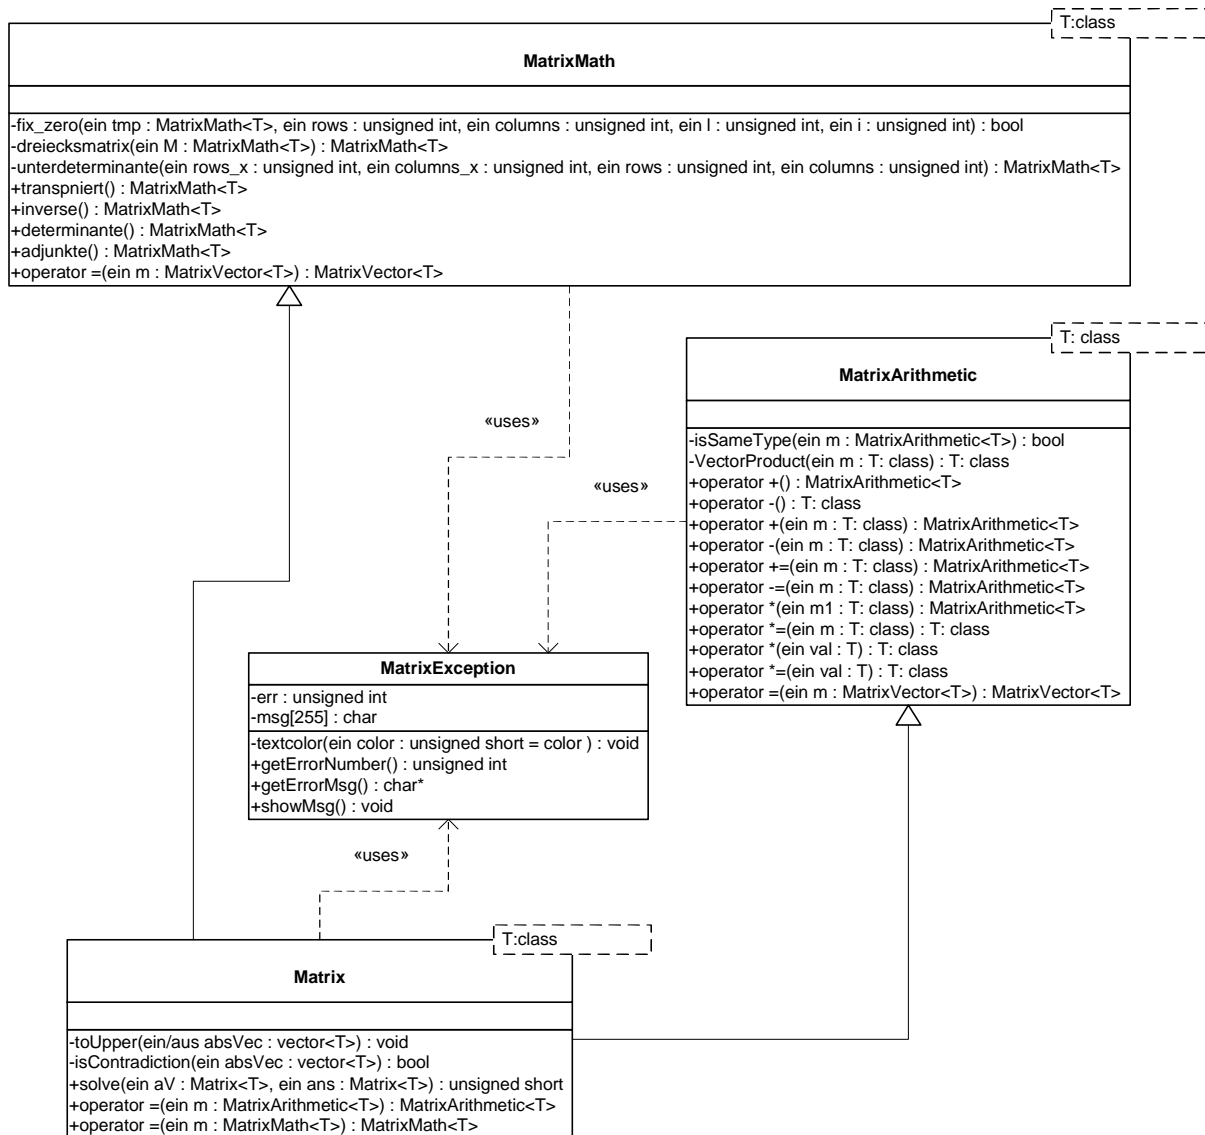 T:class
MatrixMath
-fix_zero(ein tmp : MatrixMath<T>, ein rows : unsigned int, ein columns : unsigned int, ein l : unsigned int, ein i : unsigned int) : bool
-dreiecksmatrix(ein M : MatrixMath<T>) : MatrixMath<T>
-unterdeterminante(ein rows_x : unsigned int, ein columns_x : unsigned int, ein rows : unsigned int, ein columns : unsigned int) : MatrixMath<T>
+transpniert() : MatrixMath<T>
+inverse() : MatrixMath<T>
+determinante() : MatrixMath<T>
+adjunkte() : MatrixMath<T>
+operator =(ein m : MatrixVector<T>) : MatrixVector<T>
T: class
MatrixArithmetic
-isSameType(ein m : MatrixArithmetic<T>) : bool
-VectorProduct(ein m : T: class) : T: class
+operator +() : MatrixArithmetic<T>
+operator -() : T: class
+operator +(ein m : T: class) : MatrixArithmetic<T>
+operator -(ein m : T: class) : MatrixArithmetic<T>
+operator +=(ein m : T: class) : MatrixArithmetic<T>
+operator -=(ein m : T: class) : MatrixArithmetic<T>
+operator *(ein m1 : T: class) : MatrixArithmetic<T>
+operator *=(ein m : T: class) : T: class
+operator *(ein val : T) : T: class
+operator *=(ein val : T) : T: class
+operator =(ein m : MatrixVector<T>) : MatrixVector<T>
«uses»
«uses»
MatrixException
-err : unsigned int
-msg[255] : char
-textcolor(ein color : unsigned short = color ) : void
+getErrorNumber() : unsigned int
+getErrorMsg() : char*
+showMsg() : void
«uses»
T:class
Matrix
-toUpper(ein/aus absVec : vector<T>) : void
-isContradiction(ein absVec : vector<T>) : bool
+solve(ein aV : Matrix<T>, ein ans : Matrix<T>) : unsigned short
+operator =(ein m : MatrixArithmetic<T>) : MatrixArithmetic<T>
+operator =(ein m : MatrixMath<T>) : MatrixMath<T>